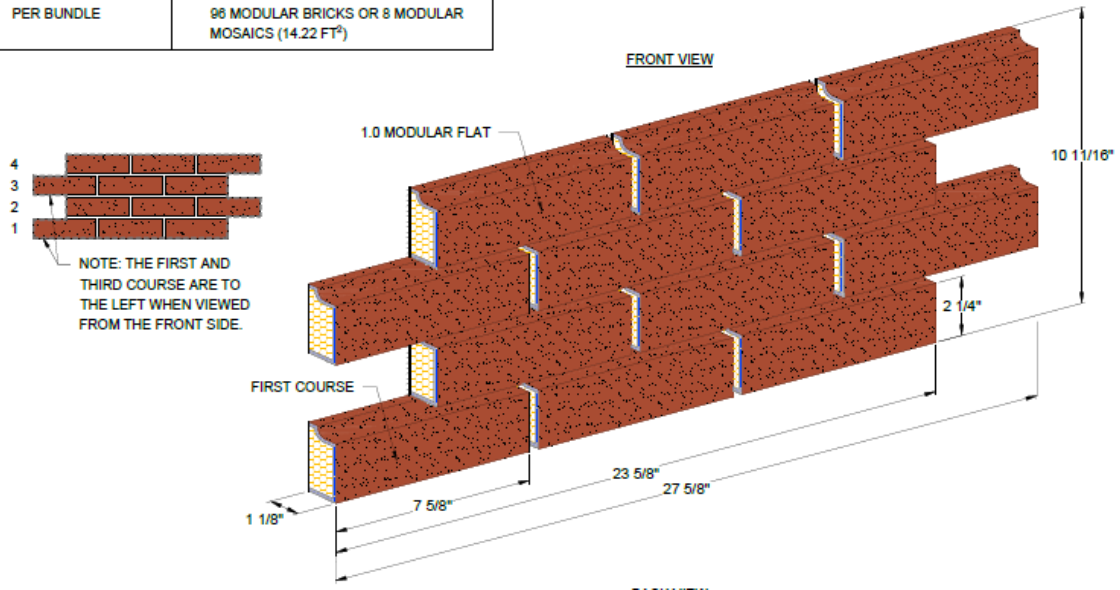 PER BUNDLE
96 MODULAR BRICKS OR 8 MODULAR
MOSAICS (14.22 FT²)
FRONT VIEW
1.0 MODULAR FLAT
10 11/16"
4
3
2
1
NOTE: THE FIRST AND
THIRD COURSE ARE TO
THE LEFT WHEN VIEWED
FROM THE FRONT SIDE.
2 1/4"
FIRST COURSE
23 5/8"
27 5/8"
7 5/8"
1 1/8"
BACK VIEW